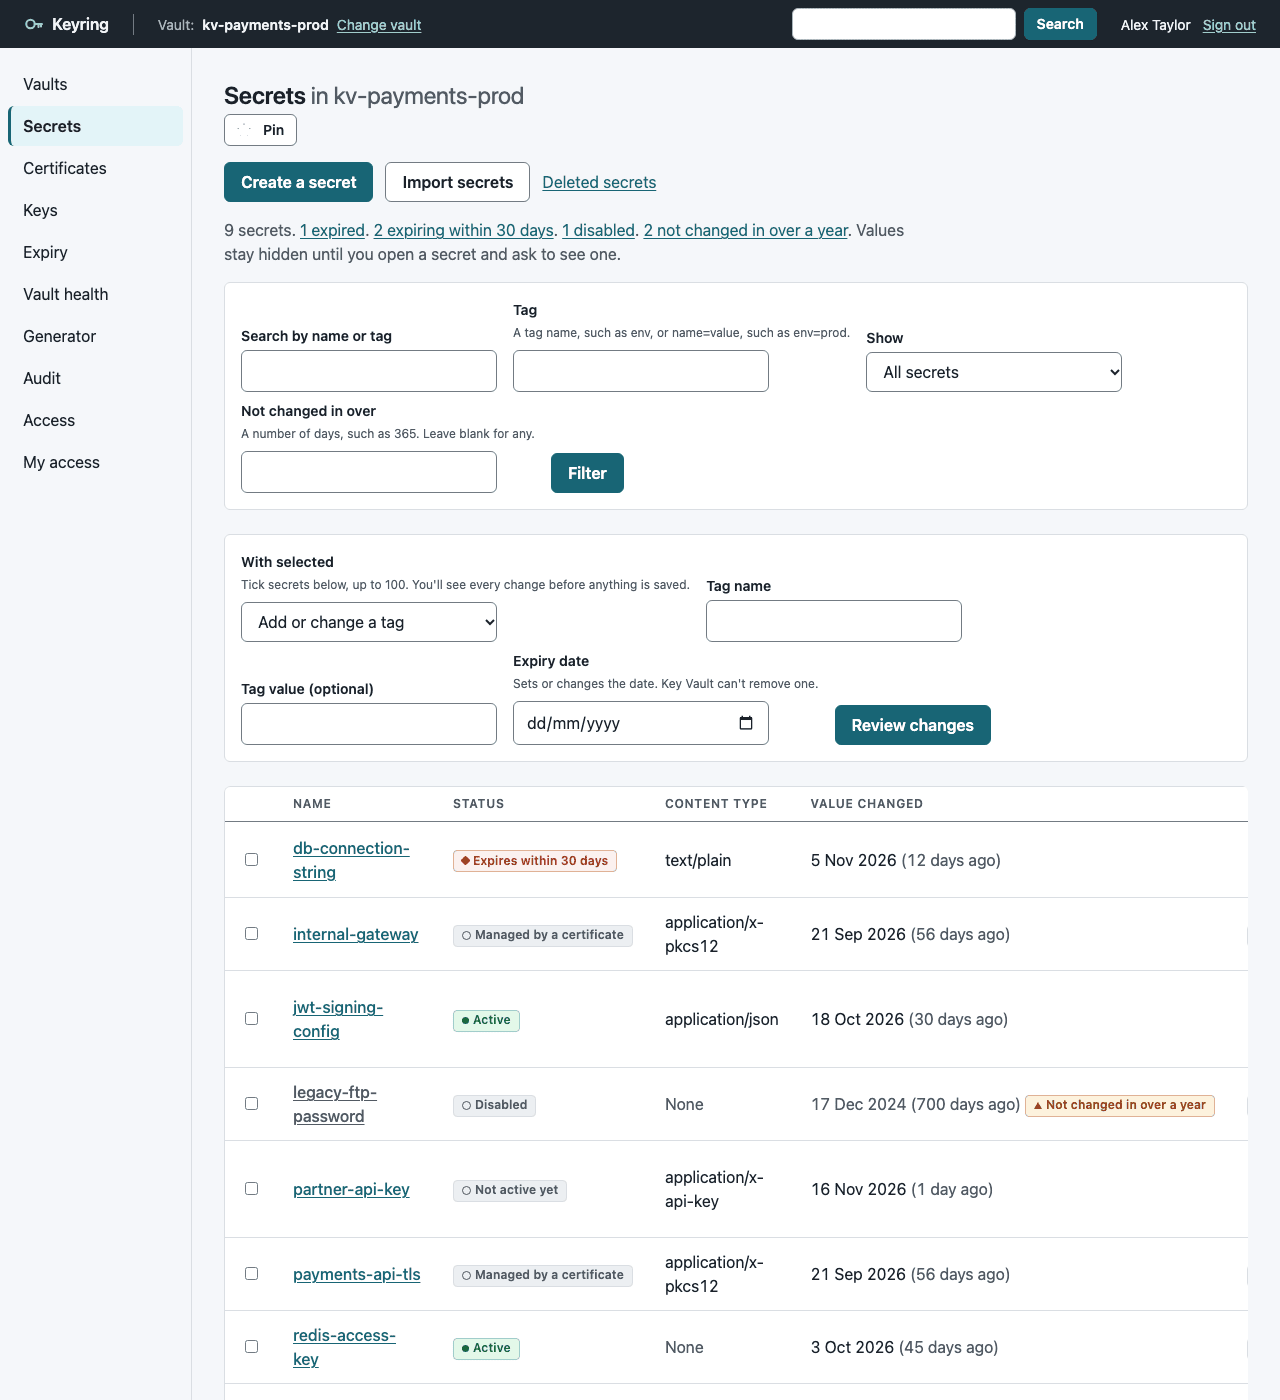 Keyring
Vault: kv-payments-prod Change vault
Search
Alex Taylor Sign out
Vaults
Secrets
Certificates
Keys
Expiry
Vault health
Generator
Audit
Access
My access
Secrets in kv-payments-prod
Pin
Create a secret
Import secrets
Deleted secrets
9 secrets. 1 expired. 2 expiring within 30 days. 1 disabled. 2 not changed in over a year. Values
stay hidden until you open a secret and ask to see one.
Search by name or tag
Tag
A tag name, such as env, or name=value, such as env=prod.
Show
All secrets
Not changed in over
A number of days, such as 365. Leave blank for any.
Filter
With selected
Tick secrets below, up to 100. You'll see every change before anything is saved.
Add or change a tag
Tag name
Tag value (optional)
Expiry date
Sets or changes the date. Key Vault can't remove one.
dd/mm/yyyy
Review changes
NAME STATUS CONTENT TYPE VALUE CHANGED
db-connection-
string
Expires within 30 days
text/plain
5 Nov 2026 (12 days ago)
internal-gateway
Managed by a certificate
application/x-
pkcs12
21 Sep 2026 (56 days ago)
jwt-signing-
config
Active
application/json
18 Oct 2026 (30 days ago)
legacy-ftp-
password
Disabled
None
17 Dec 2024 (700 days ago) Not changed in over a year
partner-api-key
Not active yet
application/x-
api-key
16 Nov 2026 (1 day ago)
payments-api-tls
Managed by a certificate
application/x-
pkcs12
21 Sep 2026 (56 days ago)
redis-access-
key
Active
None
3 Oct 2026 (45 days ago)